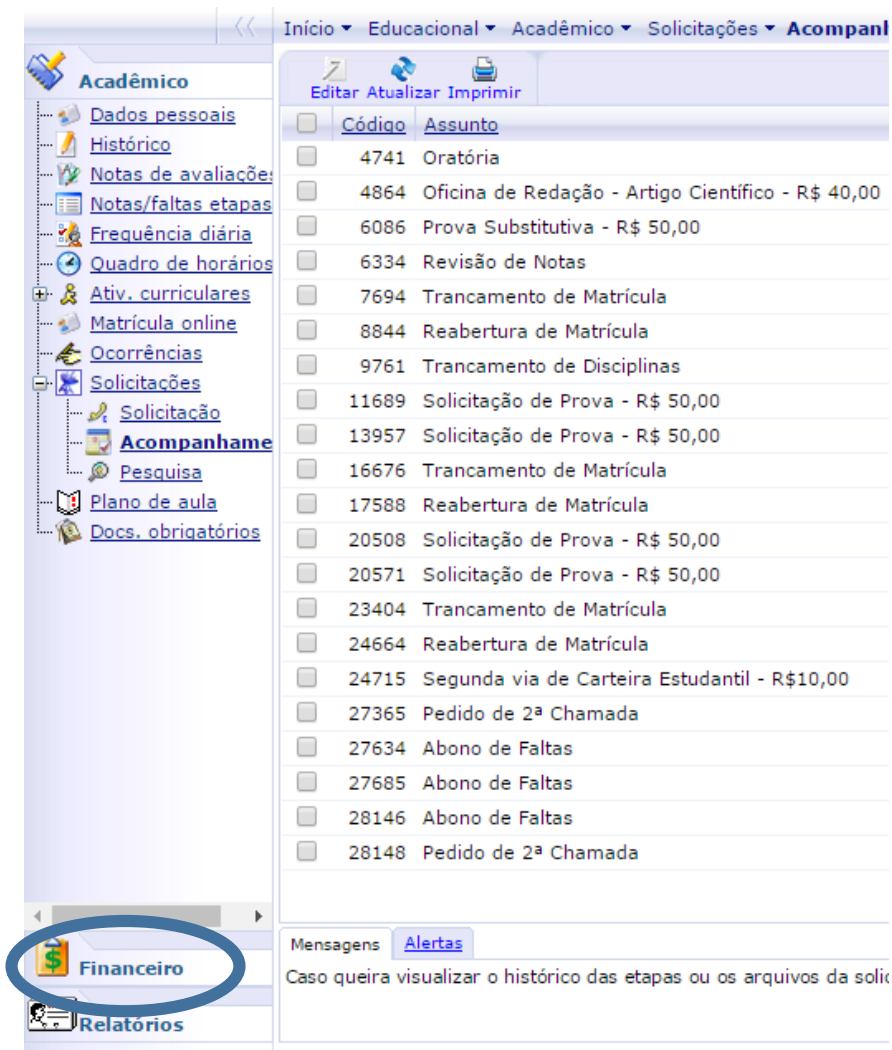 Início Educacional Acadêmico Solicitações Acompanh
Acadêmico
Dados pessoais
Histórico
Notas de avaliações
Notas/faltas etapas
Frequência diária
Quadro de horários
Ativ. curriculares
Matrícula online
Ocorrências
Solicitações
Solicitação
Acompanhame
Pesquisa
Plano de aula
Docs. obrigatórios
Financeiro
Relatórios
Editar Atualizar Imprimir
Código Assunto
4741 Oratória
4864 Oficina de Redação - Artigo Científico - R$ 40,00
6086 Prova Substitutiva - R$ 50,00
6334 Revisão de Notas
7694 Trancamento de Matrícula
8844 Reabertura de Matrícula
9761 Trancamento de Disciplinas
11689 Solicitação de Prova - R$ 50,00
13957 Solicitação de Prova - R$ 50,00
16676 Trancamento de Matrícula
17588 Reabertura de Matrícula
20508 Solicitação de Prova - R$ 50,00
20571 Solicitação de Prova - R$ 50,00
23404 Trancamento de Matrícula
24664 Reabertura de Matrícula
24715 Segunda via de Carteira Estudantil - R$10,00
27365 Pedido de 2ª Chamada
27634 Abono de Faltas
27685 Abono de Faltas
28146 Abono de Faltas
28148 Pedido de 2ª Chamada
Mensagens Alertas
Caso queira visualizar o histórico das etapas ou os arquivos da solic